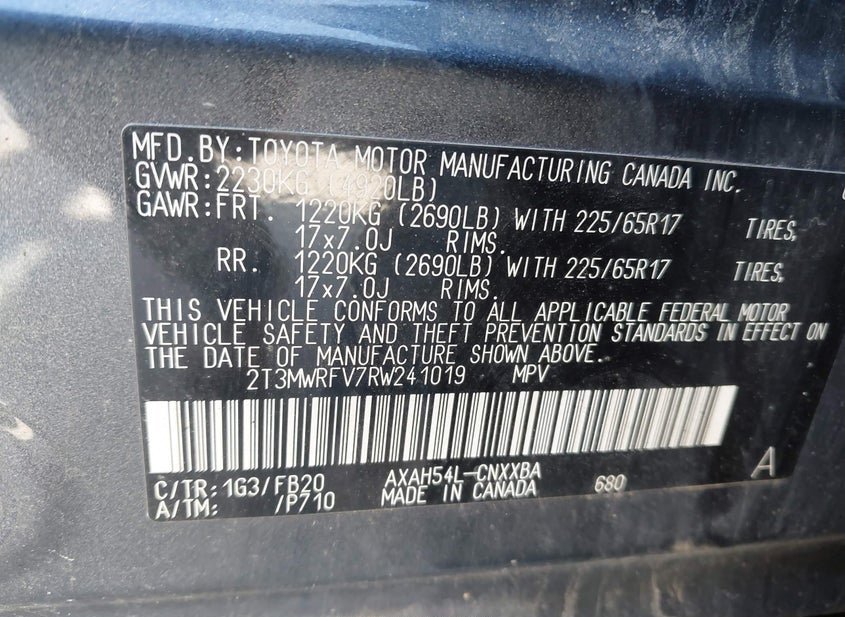 MFD.BY:TOYOTA MOTOR MANUFACTURING CANADA INC.
GVWR:2230KG (4920LB)
GAWR:FRT. 1220KG (2690LB) WITH 225/65R17 TIRES,
17x7.0J RIMS.
RR. 1220KG (2690LB) WITH 225/65R17 TIRES,
17x7.0J RIMS.
THIS VEHICLE CONFORMS TO ALL APPLICABLE FEDERAL MOTOR
VEHICLE SAFETY AND THEFT PREVENTION STANDARDS IN EFFECT ON
THE DATE OF MANUFACTURE SHOWN ABOVE.
2T3MWRFV7RW241019 MPV
C/TR:1G3/FB20 AXAH54L-CNXXBA 680 A
A/TM: /P710 MADE IN CANADA